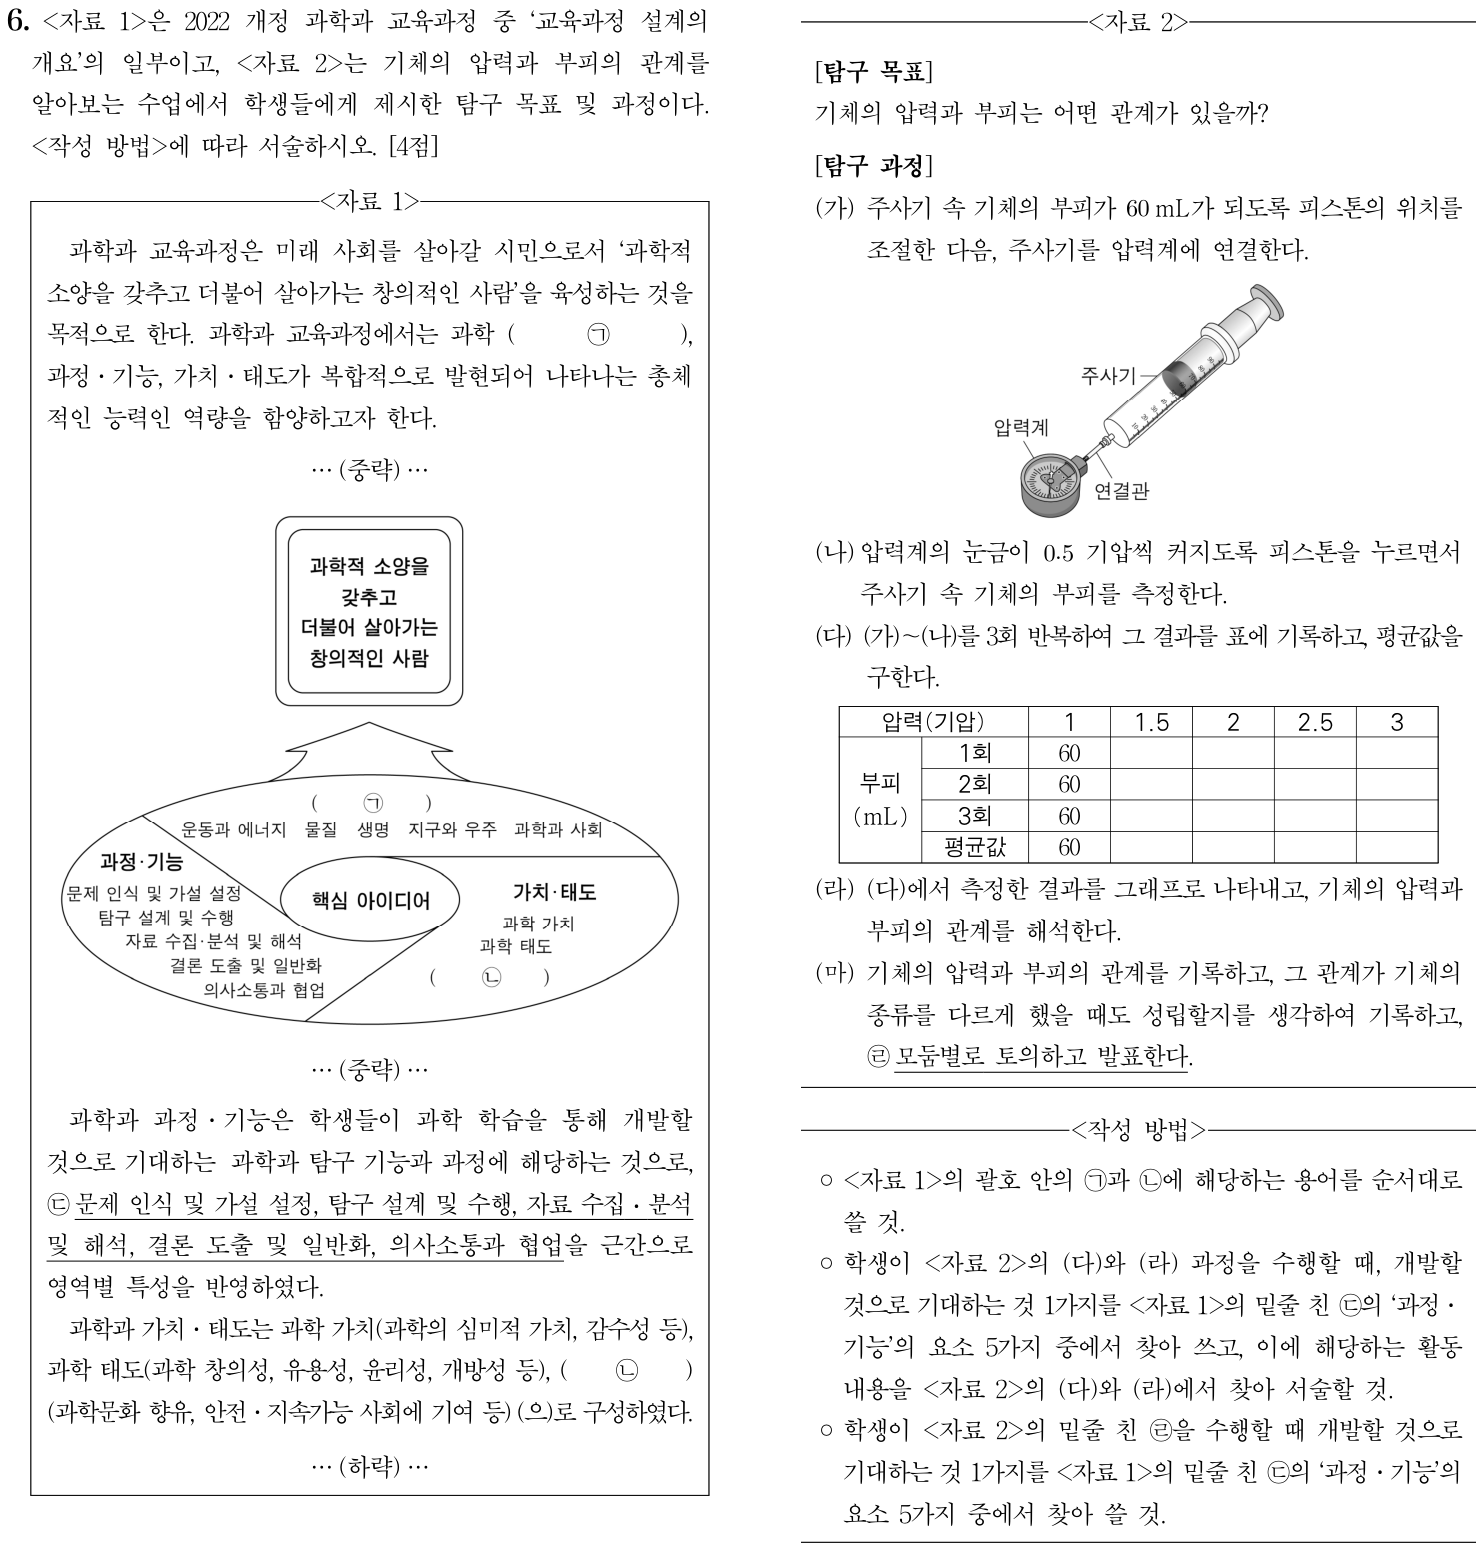 6. <자료 1>은 2022 개정 과학과 교육과정 중 ‘교육과정 설계의
개요’의 일부이고, <자료 2>는 기체의 압력과 부피의 관계를
알아보는 수업에서 학생들에게 제시한 탐구 목표 및 과정이다.
<작성 방법>에 따라 서술하시오. [4점]
<자료 1>
과학과 교육과정은 미래 사회를 살아갈 시민으로서 ‘과학적
소양을 갖추고 더불어 살아가는 창의적인 사람’을 육성하는 것을
목적으로 한다. 과학과 교육과정에서는 과학 ( ㉠ ),
과정·기능, 가치·태도가 복합적으로 발현되어 나타나는 총체
적인 능력인 역량을 함양하고자 한다.
… (중략) …
과학적 소양을
갖추고
더불어 살아가는
창의적인 사람
( ㉠ )
운동과 에너지 물질 생명 지구와 우주 과학과 사회
과정·기능
문제 인식 및 가설 설정
탐구 설계 및 수행
자료 수집·분석 및 해석
결론 도출 및 일반화
의사소통과 협업
핵심 아이디어
가치·태도
과학 가치
과학 태도
( ㉡ )
… (중략) …
과학과 과정·기능은 학생들이 과학 학습을 통해 개발할
것으로 기대하는 과학과 탐구 기능과 과정에 해당하는 것으로,
㉢ 문제 인식 및 가설 설정, 탐구 설계 및 수행, 자료 수집·분석
및 해석, 결론 도출 및 일반화, 의사소통과 협업을 근간으로
영역별 특성을 반영하였다.
과학과 가치·태도는 과학 가치(과학의 심미적 가치, 감수성 등),
과학 태도(과학 창의성, 유용성, 윤리성, 개방성 등), ( ㉡ )
(과학문화 향유, 안전·지속가능 사회에 기여 등) (으)로 구성하였다.
… (하략) …
<자료 2>
[탐구 목표]
기체의 압력과 부피는 어떤 관계가 있을까?
[탐구 과정]
(가) 주사기 속 기체의 부피가 60 mL가 되도록 피스톤의 위치를
조절한 다음, 주사기를 압력계에 연결한다.
주사기
압력계
연결관
(나) 압력계의 눈금이 0.5 기압씩 커지도록 피스톤을 누르면서
주사기 속 기체의 부피를 측정한다.
(다) (가)~(나)를 3회 반복하여 그 결과를 표에 기록하고, 평균값을
구한다.
압력(기압) 1 1.5 2 2.5 3
부피
(mL)
1회 60
2회 60
3회 60
평균값 60
(라) (다)에서 측정한 결과를 그래프로 나타내고, 기체의 압력과
부피의 관계를 해석한다.
(마) 기체의 압력과 부피의 관계를 기록하고, 그 관계가 기체의
종류를 다르게 했을 때도 성립할지를 생각하여 기록하고,
㉣ 모둠별로 토의하고 발표한다.
<작성 방법>
○ <자료 1>의 괄호 안의 ㉠과 ㉡에 해당하는 용어를 순서대로
쓸 것.
○ 학생이 <자료 2>의 (다)와 (라) 과정을 수행할 때, 개발할
것으로 기대하는 것 1가지를 <자료 1>의 밑줄 친 ㉢의 ‘과정·
기능’의 요소 5가지 중에서 찾아 쓰고, 이에 해당하는 활동
내용을 <자료 2>의 (다)와 (라)에서 찾아 서술할 것.
○ 학생이 <자료 2>의 밑줄 친 ㉣을 수행할 때 개발할 것으로
기대하는 것 1가지를 <자료 1>의 밑줄 친 ㉢의 ‘과정·기능’의
요소 5가지 중에서 찾아 쓸 것.